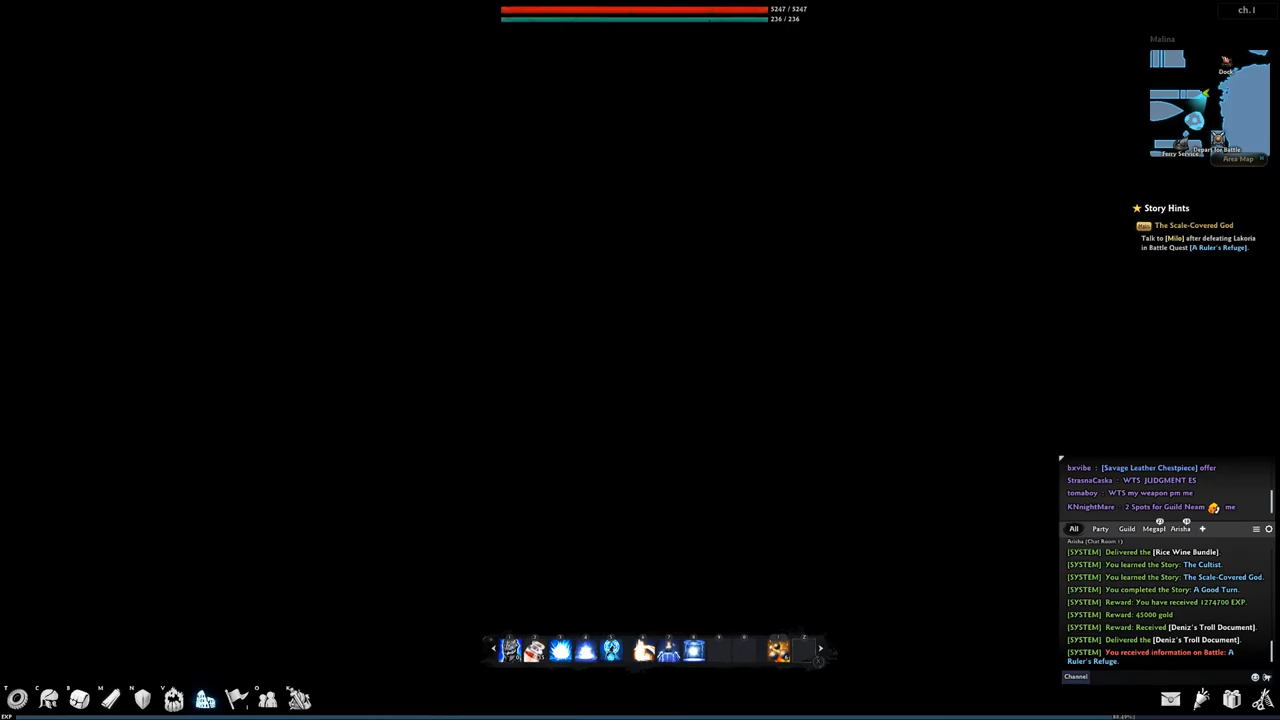 5247 / 5247
236 / 236
ch.1
Malina
Dock
Depart for Battle
Ferry Service
Area Map M
Story Hints
Main The Scale-Covered God
Talk to [Milo] after defeating Lakoria
in Battle Quest [A Ruler's Refuge].
bxvibe : [Savage Leather Chestpiece] offer
StrasnaCaska : WTS JUDGMENT ES
tomaboy : WTS my weapon pm me
KNnightMare : 2 Spots for Guild Neam me
All Party Guild Megaph Arisha +
Arisha (Chat Room 1)
[SYSTEM] Delivered the [Rice Wine Bundle].
[SYSTEM] You learned the Story: The Cultist.
[SYSTEM] You learned the Story: The Scale-Covered God.
[SYSTEM] You completed the Story: A Good Turn.
[SYSTEM] Reward: You have received 1274700 EXP.
[SYSTEM] Reward: 45000 gold
[SYSTEM] Reward: Received [Deniz's Troll Document].
[SYSTEM] Delivered the [Deniz's Troll Document].
[SYSTEM] You received information on Battle: A
Ruler's Refuge.
Channel
T C B M N V O K
EXP